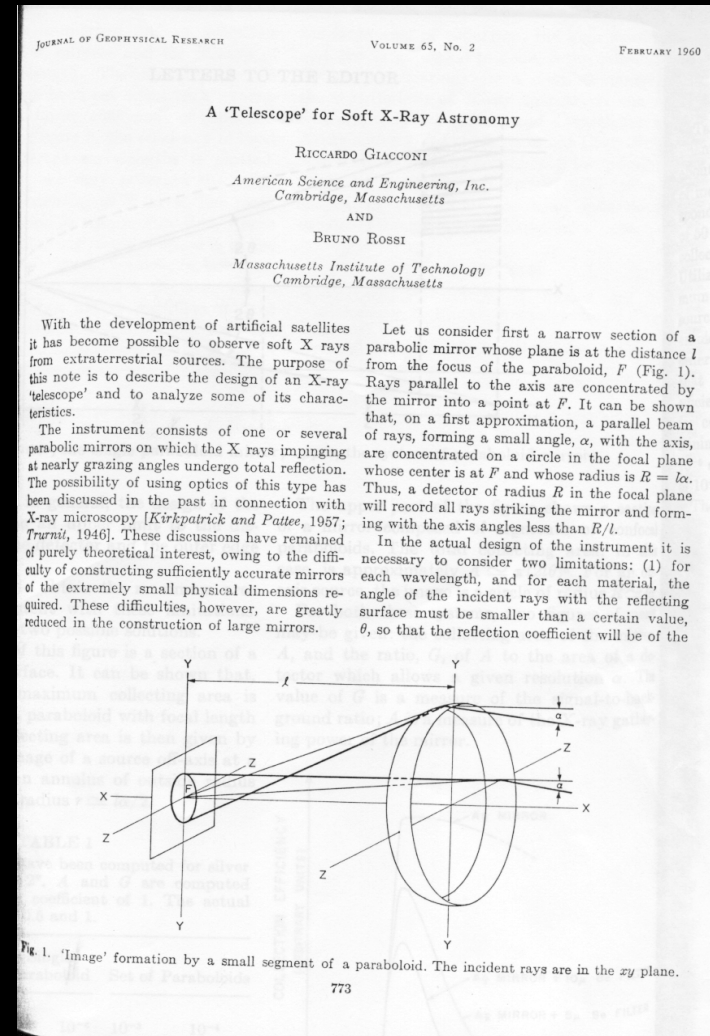 JOURNAL OF GEOPHYSICAL RESEARCH
VOLUME 65, No. 2
FEBRUARY 1960
A ‘Telescope’ for Soft X-Ray Astronomy
RICCARDO GIACCONI
American Science and Engineering, Inc.
Cambridge, Massachusetts
AND
BRUNO ROSSI
Massachusetts Institute of Technology
Cambridge, Massachusetts
With the development of artificial satellites
it has become possible to observe soft X rays
from extraterrestrial sources. The purpose of
this note is to describe the design of an X-ray
‘telescope’ and to analyze some of its charac-
teristics.
The instrument consists of one or several
parabolic mirrors on which the X rays impinging
at nearly grazing angles undergo total reflection.
The possibility of using optics of this type has
been discussed in the past in connection with
X-ray microscopy [Kirkpatrick and Pattee, 1957;
Trurnit, 1946]. These discussions have remained
of purely theoretical interest, owing to the diffi-
culty of constructing sufficiently accurate mirrors
of the extremely small physical dimensions re-
quired. These difficulties, however, are greatly
reduced in the construction of large mirrors.
Let us consider first a narrow section of a
parabolic mirror whose plane is at the distance l
from the focus of the paraboloid, F (Fig. 1).
Rays parallel to the axis are concentrated by
the mirror into a point at F. It can be shown
that, on a first approximation, a parallel beam
of rays, forming a small angle, α, with the axis,
are concentrated on a circle in the focal plane
whose center is at F and whose radius is R = lα.
Thus, a detector of radius R in the focal plane
will record all rays striking the mirror and form-
ing with the axis angles less than R/l.
In the actual design of the instrument it is
necessary to consider two limitations: (1) for
each wavelength, and for each material, the
angle of the incident rays with the reflecting
surface must be smaller than a certain value,
θ, so that the reflection coefficient will be of the
Y
l
Y
α
Z
Z
F
X
α
X
Z
Z
Y
Y
Fig. 1. ‘Image’ formation by a small segment of a paraboloid. The incident rays are in the xy plane.
773